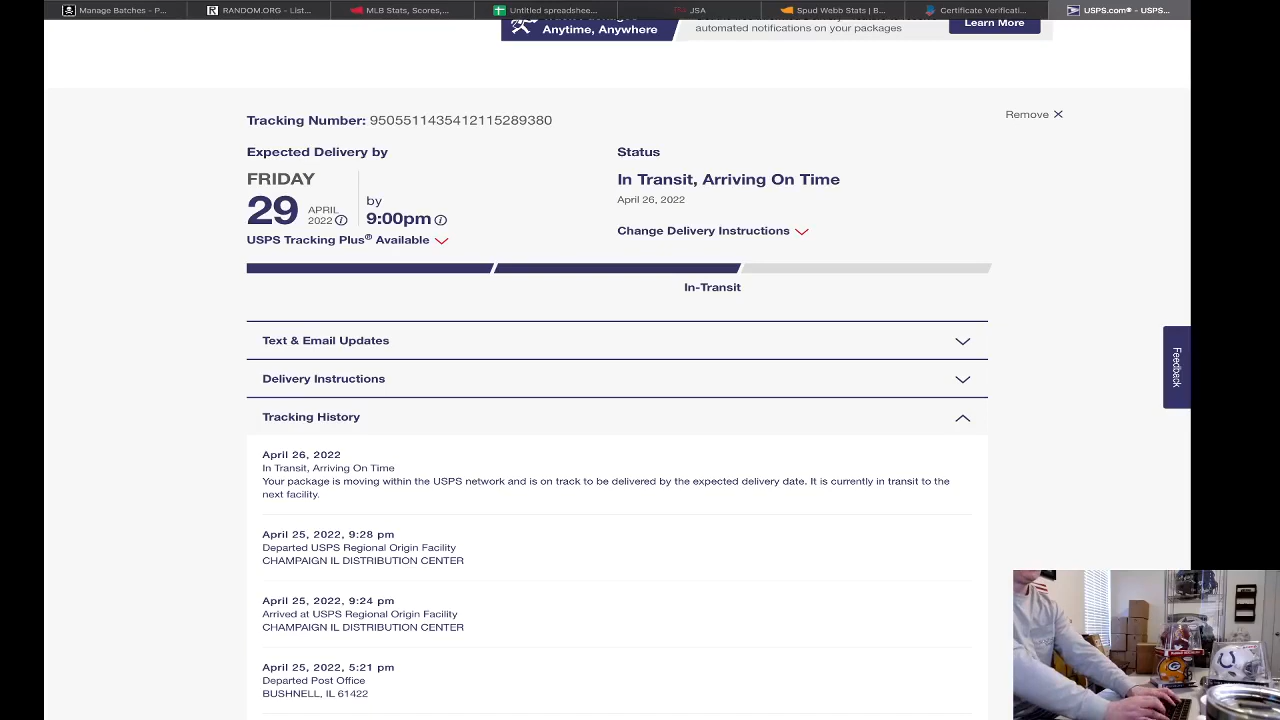 Manage Batches - P...
RANDOM.ORG - List...
MLB Stats, Scores,...
Untitled spreadshee...
JSA
Spud Webb Stats | B...
Certificate Verificati...
USPS.com® - USPS...
Anytime, Anywhere
automated notifications on your packages
Learn More
Tracking Number: 9505511435412115289380
Remove ✕
Expected Delivery by
FRIDAY
29 APRIL 2022
by
9:00pm
USPS Tracking Plus® Available
Status
In Transit, Arriving On Time
April 26, 2022
Change Delivery Instructions
In-Transit
Text & Email Updates
Delivery Instructions
Tracking History
April 26, 2022
In Transit, Arriving On Time
Your package is moving within the USPS network and is on track to be delivered by the expected delivery date. It is currently in transit to the
next facility.
April 25, 2022, 9:28 pm
Departed USPS Regional Origin Facility
CHAMPAIGN IL DISTRIBUTION CENTER
April 25, 2022, 9:24 pm
Arrived at USPS Regional Origin Facility
CHAMPAIGN IL DISTRIBUTION CENTER
April 25, 2022, 5:21 pm
Departed Post Office
BUSHNELL, IL 61422
Feedback